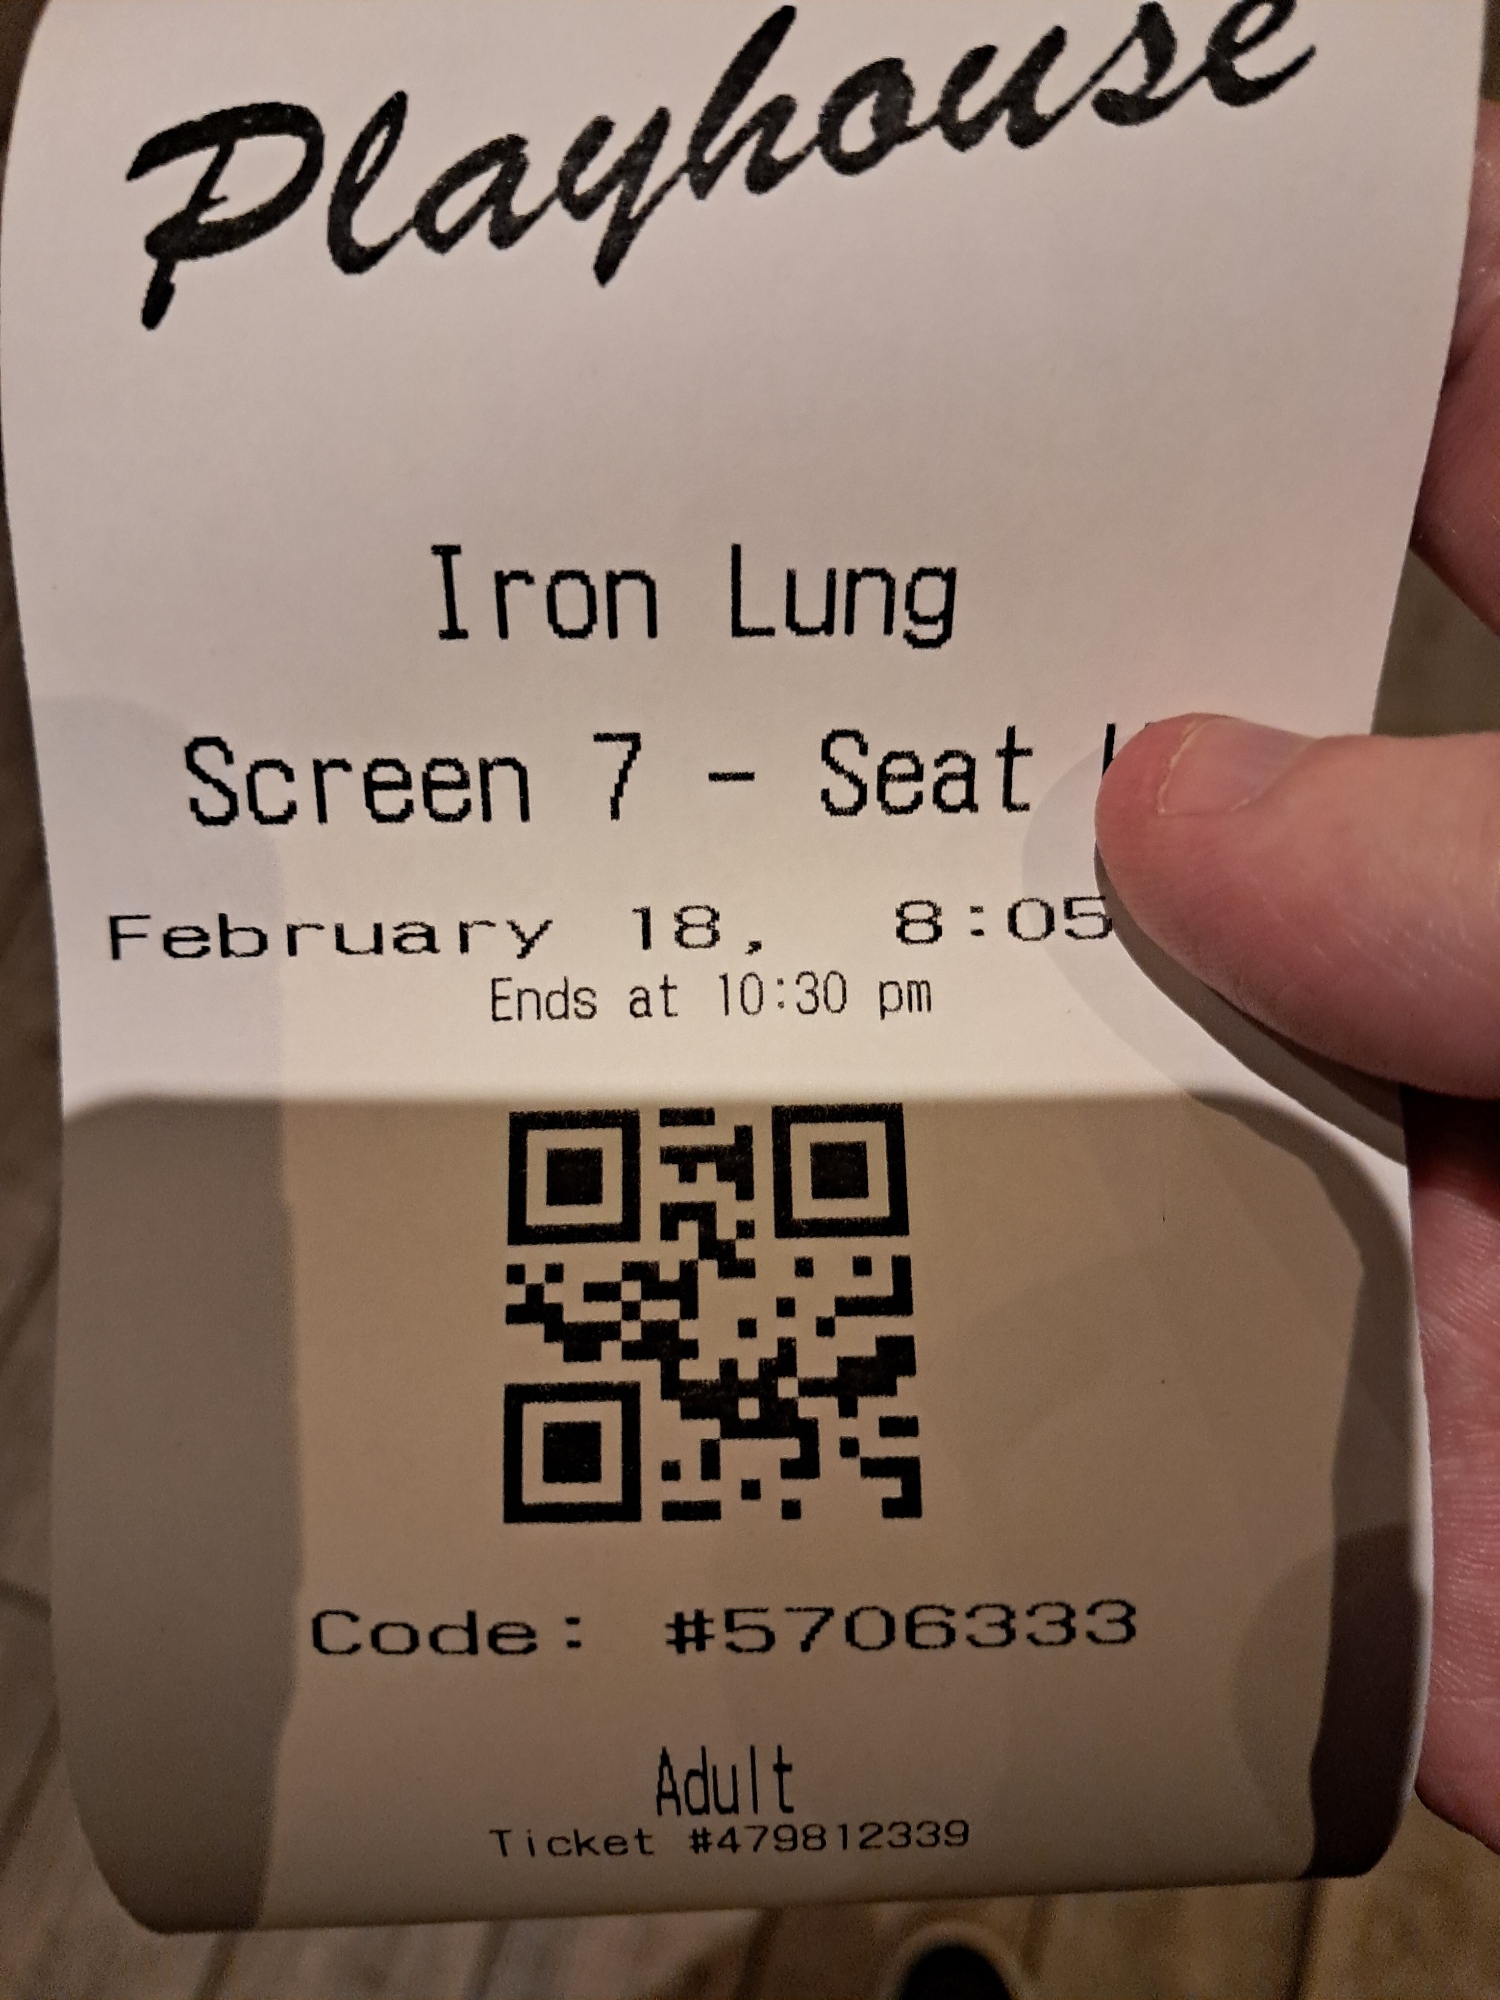 Playhouse
Iron Lung
Screen 7 - Seat
February 18, 8:05
Ends at 10:30 pm
Code: #5706333
Adult
Ticket #479812339